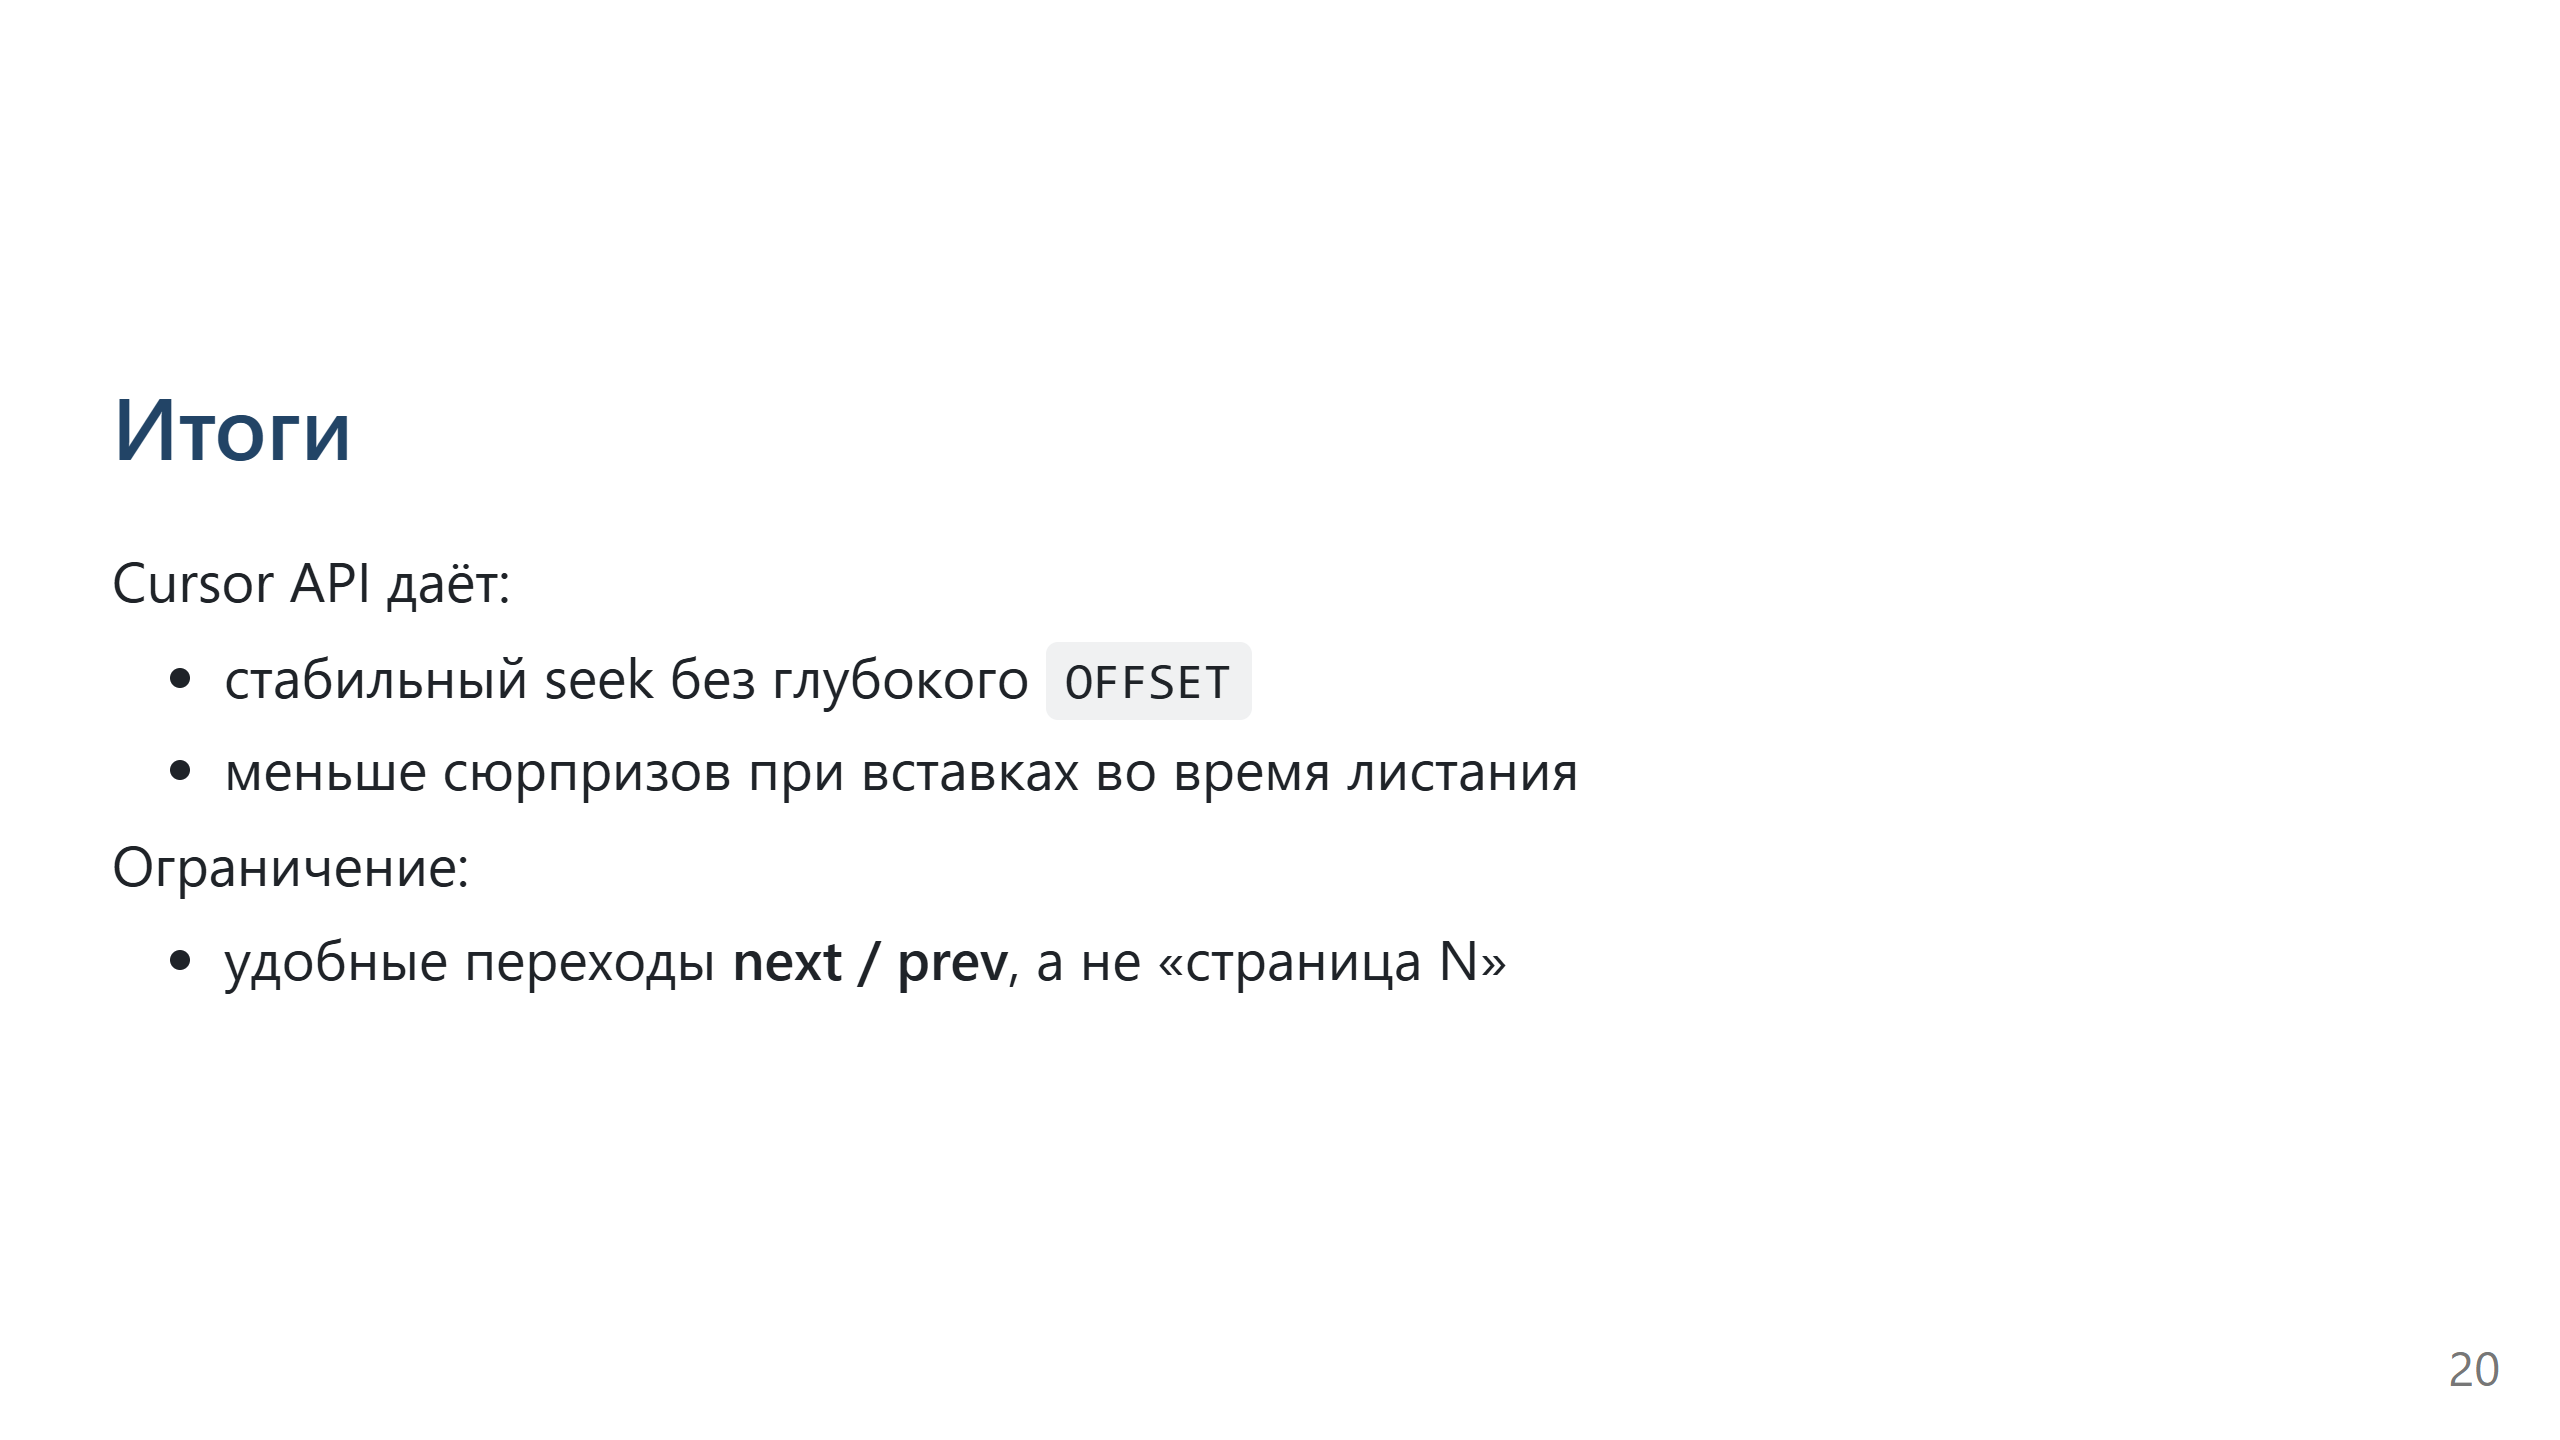 Итоги
Cursor API даёт:
стабильный seek без глубокого OFFSET
меньше сюрпризов при вставках во время листания
Ограничение:
удобные переходы next / prev, а не «страница N»
20